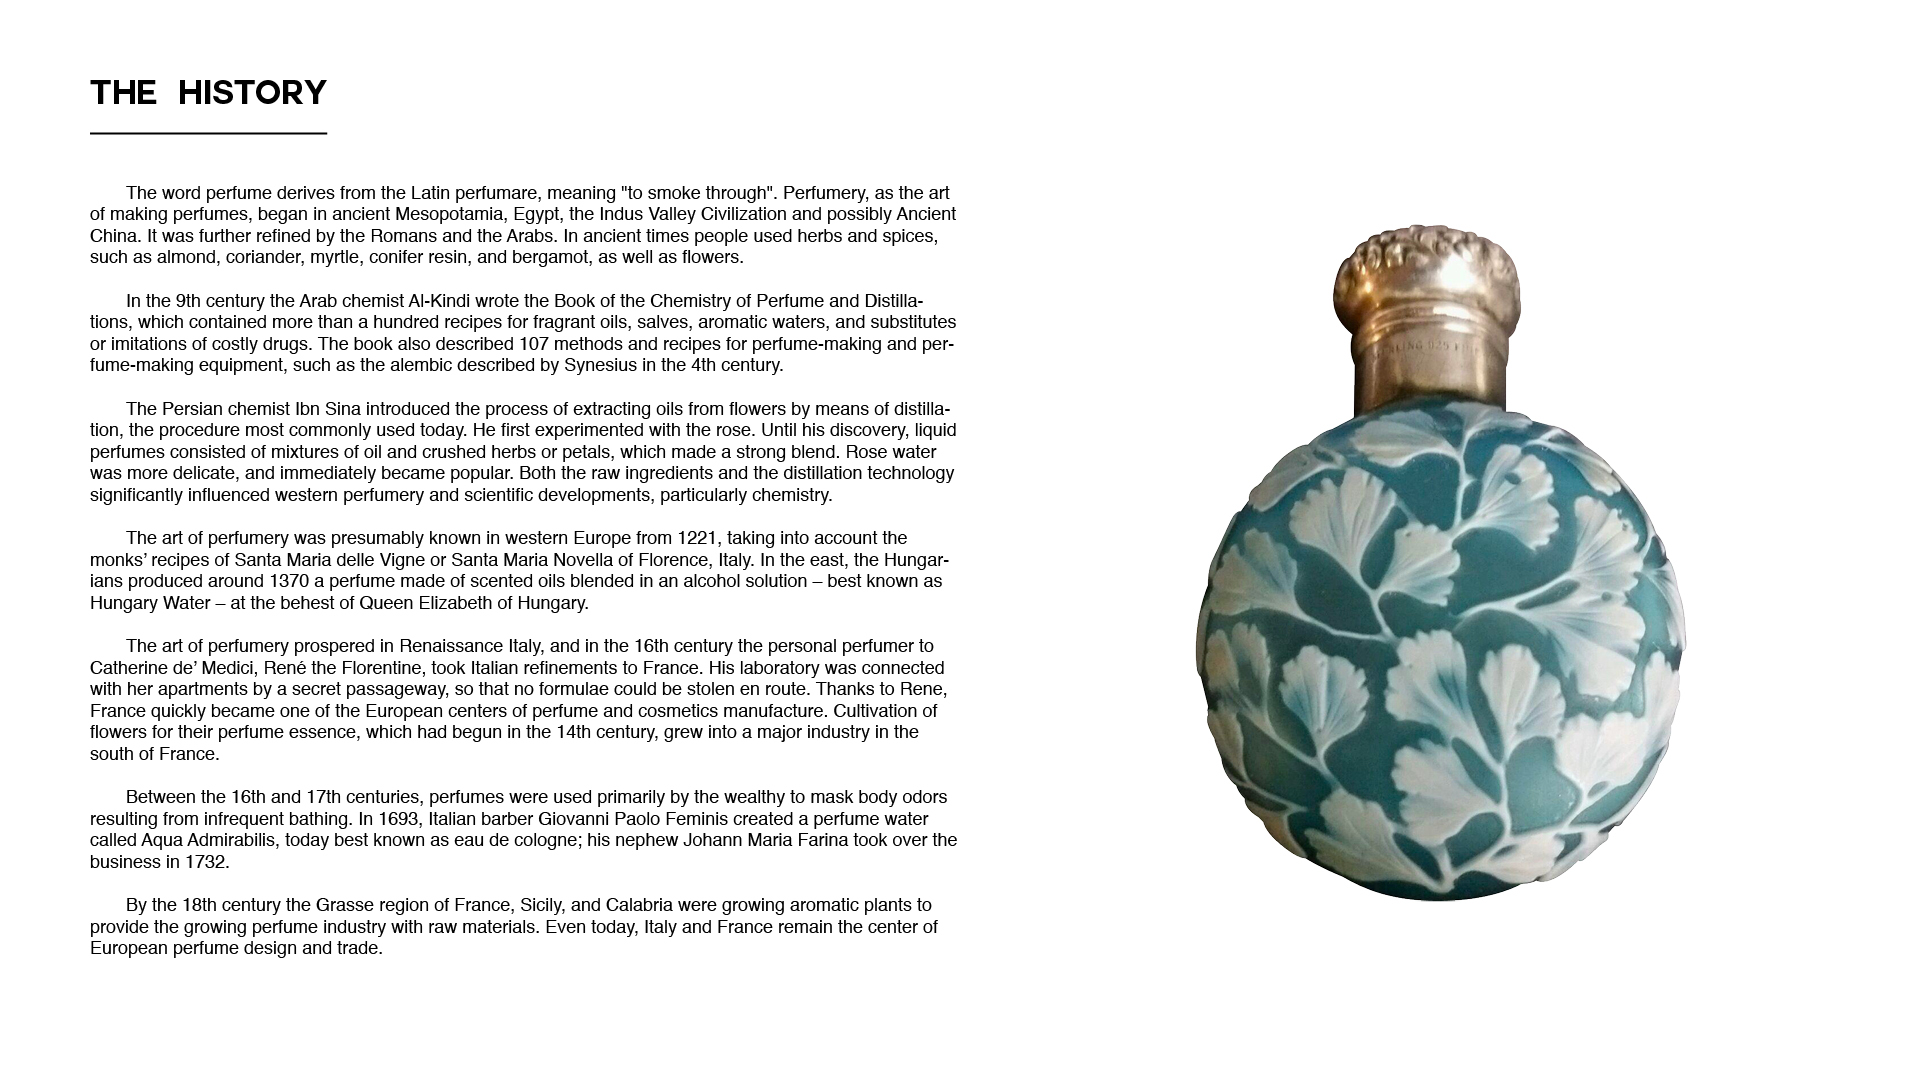 THE HISTORY
The word perfume derives from the Latin perfumare, meaning "to smoke through". Perfumery, as the art
of making perfumes, began in ancient Mesopotamia, Egypt, the Indus Valley Civilization and possibly Ancient
China. It was further refined by the Romans and the Arabs. In ancient times people used herbs and spices,
such as almond, coriander, myrtle, conifer resin, and bergamot, as well as flowers.
In the 9th century the Arab chemist Al-Kindi wrote the Book of the Chemistry of Perfume and Distilla-
tions, which contained more than a hundred recipes for fragrant oils, salves, aromatic waters, and substitutes
or imitations of costly drugs. The book also described 107 methods and recipes for perfume-making and per-
fume-making equipment, such as the alembic described by Synesius in the 4th century.
The Persian chemist Ibn Sina introduced the process of extracting oils from flowers by means of distilla-
tion, the procedure most commonly used today. He first experimented with the rose. Until his discovery, liquid
perfumes consisted of mixtures of oil and crushed herbs or petals, which made a strong blend. Rose water
was more delicate, and immediately became popular. Both the raw ingredients and the distillation technology
significantly influenced western perfumery and scientific developments, particularly chemistry.
The art of perfumery was presumably known in western Europe from 1221, taking into account the
monks’ recipes of Santa Maria delle Vigne or Santa Maria Novella of Florence, Italy. In the east, the Hungar-
ians produced around 1370 a perfume made of scented oils blended in an alcohol solution – best known as
Hungary Water – at the behest of Queen Elizabeth of Hungary.
The art of perfumery prospered in Renaissance Italy, and in the 16th century the personal perfumer to
Catherine de’ Medici, René the Florentine, took Italian refinements to France. His laboratory was connected
with her apartments by a secret passageway, so that no formulae could be stolen en route. Thanks to Rene,
France quickly became one of the European centers of perfume and cosmetics manufacture. Cultivation of
flowers for their perfume essence, which had begun in the 14th century, grew into a major industry in the
south of France.
Between the 16th and 17th centuries, perfumes were used primarily by the wealthy to mask body odors
resulting from infrequent bathing. In 1693, Italian barber Giovanni Paolo Feminis created a perfume water
called Aqua Admirabilis, today best known as eau de cologne; his nephew Johann Maria Farina took over the
business in 1732.
By the 18th century the Grasse region of France, Sicily, and Calabria were growing aromatic plants to
provide the growing perfume industry with raw materials. Even today, Italy and France remain the center of
European perfume design and trade.